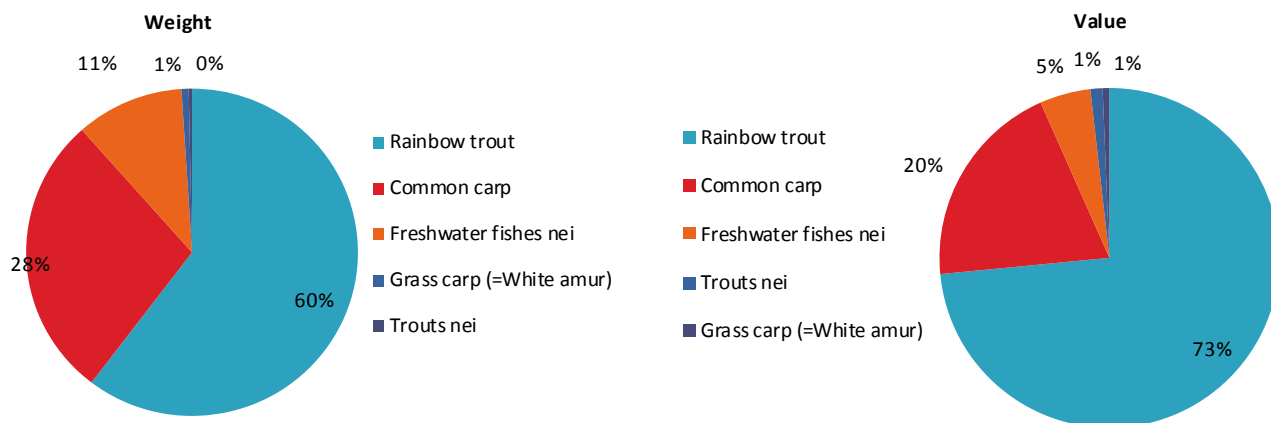 Weight
11%
1%
0%
28%
60%
Rainbow trout
Common carp
Freshwater fishes nei
Grass carp (=White amur)
Trouts nei
Value
5%
1%
1%
20%
73%
Rainbow trout
Common carp
Freshwater fishes nei
Trouts nei
Grass carp (=White amur)